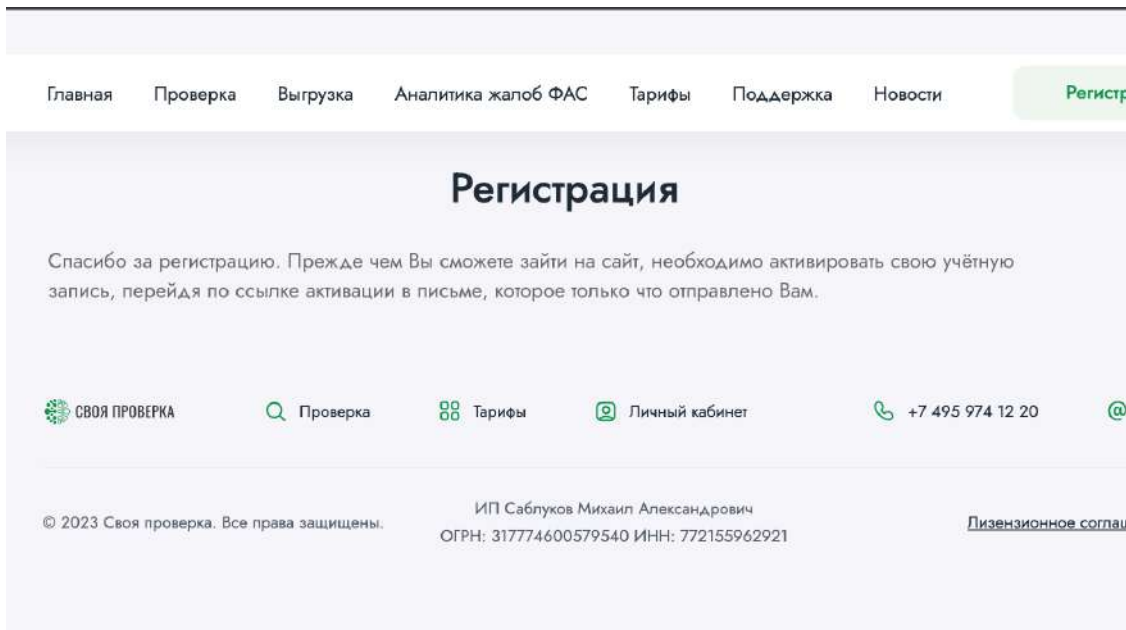 Главная Проверка Выгрузка Аналитика жалоб ФАС Тарифы Поддержка Новости Регистр
Регистрация
Спасибо за регистрацию. Прежде чем Вы сможете зайти на сайт, необходимо активировать свою учётную
запись, перейдя по ссылке активации в письме, которое только что отправлено Вам.
СВОЯ ПРОВЕРКА Проверка Тарифы Личный кабинет +7 495 974 12 20 @
© 2023 Своя проверка. Все права защищены.
ИП Саблуков Михаил Александрович
ОГРН: 317774600579540 ИНН: 772155962921
Лизензионное соглаш